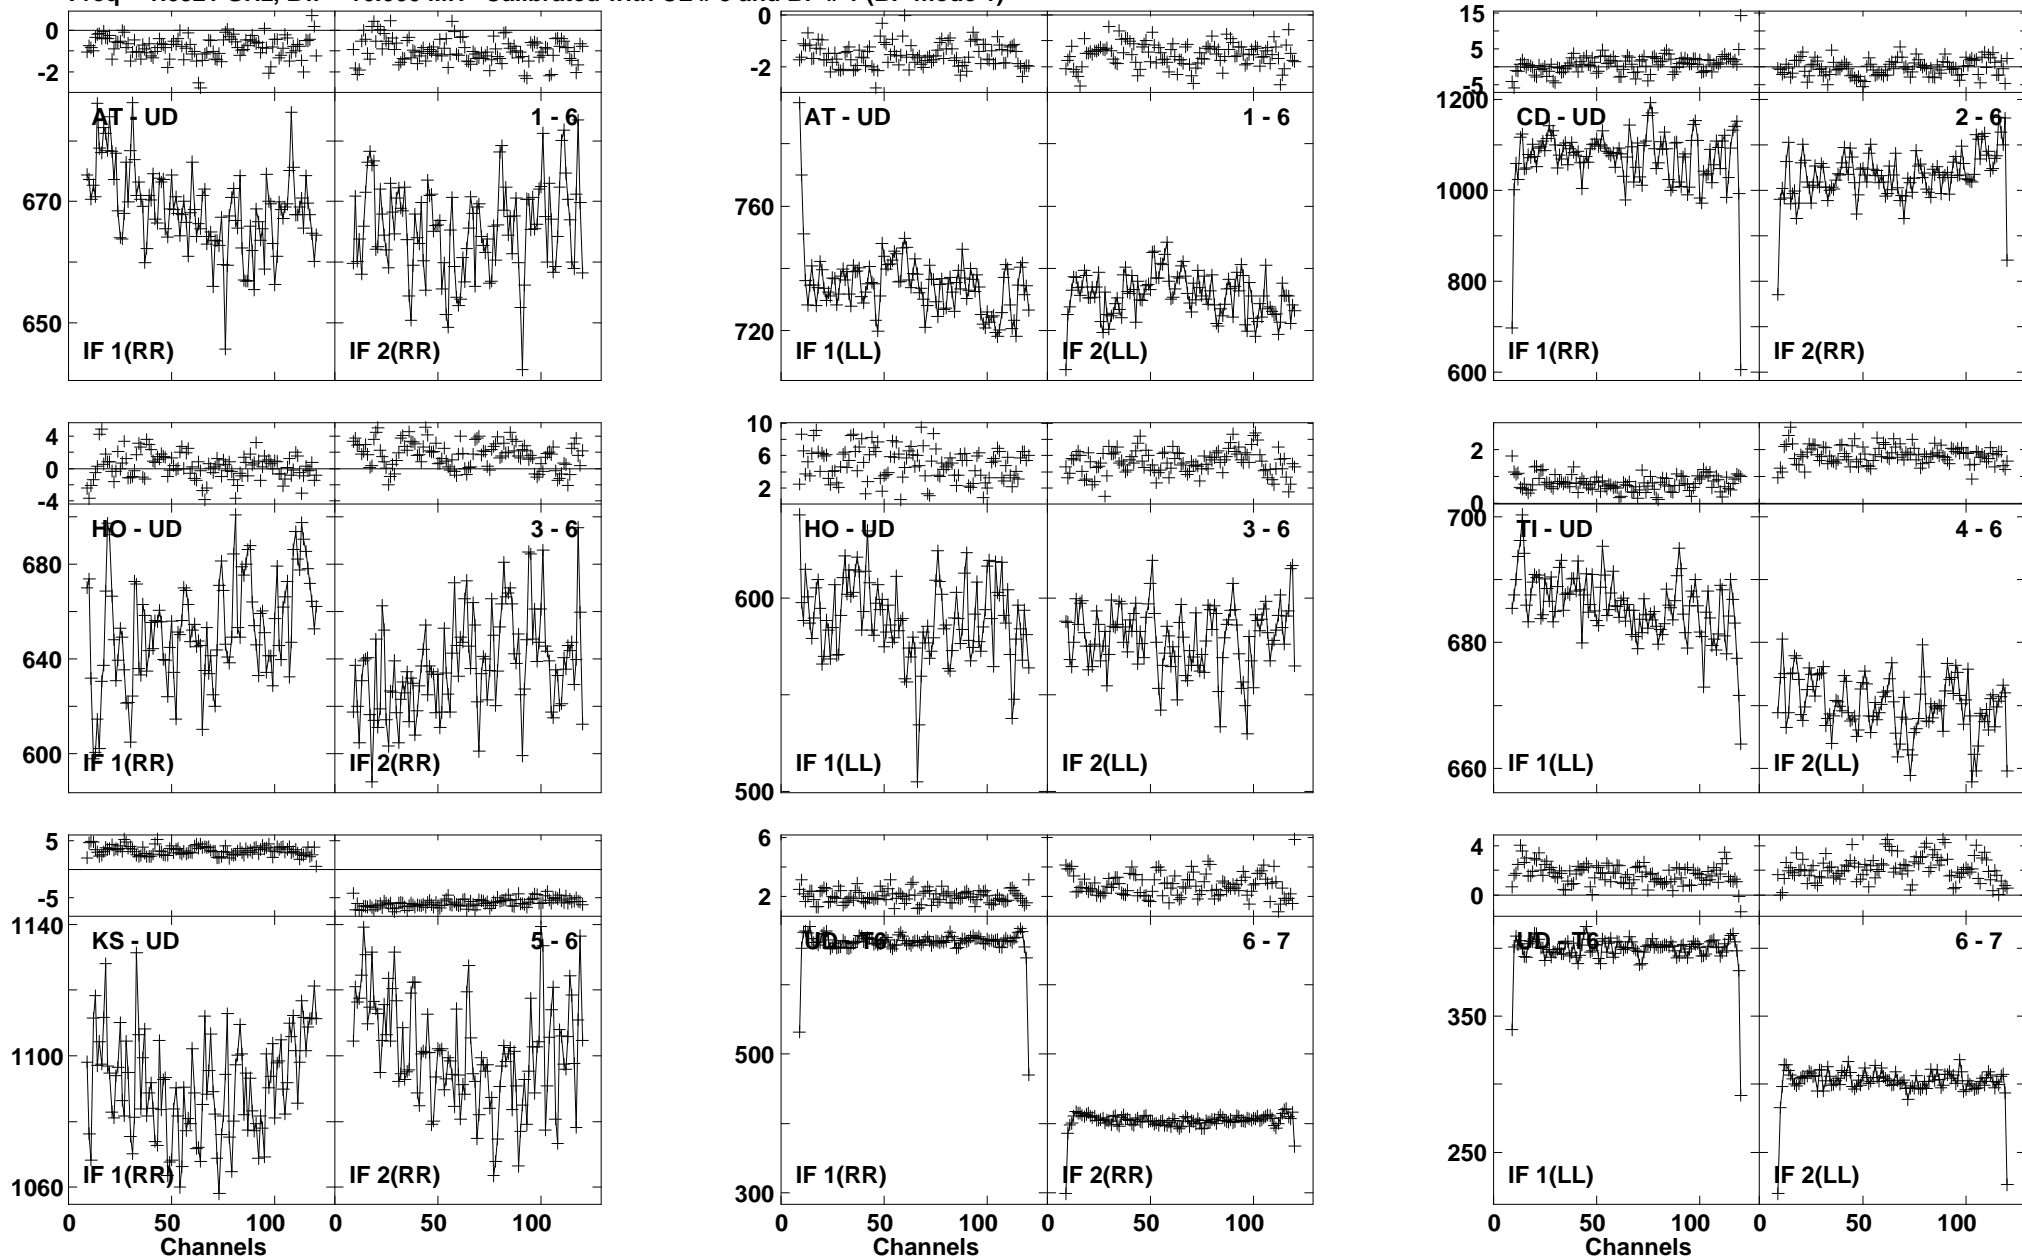 0 0 15
-2 -2 5
-5
AT - UD 1 - 6 AT - UD 1 - 6 1200 CD - UD 2 - 6
670 760 1000
800
650 720
IF 1(RR) IF 2(RR) IF 1(LL) IF 2(LL) 600 IF 1(RR) IF 2(RR)
4 10 2
0 6
-4 2 0
HO - UD 3 - 6 HO - UD 3 - 6 700 TI - UD 4 - 6
680 600 680
640
600 IF 1(RR) IF 2(RR) 500 IF 1(LL) IF 2(LL) 660 IF 1(LL) IF 2(LL)
5 6 4
-5 2 0
1140 KS - UD 5 - 6 UD - T6 6 - 7 UD - T6 6 - 7
1100 500 350
1060 IF 1(RR) IF 2(RR) 300 IF 1(RR) IF 2(RR) 250 IF 1(LL) IF 2(LL)
0 50 100 0 50 100 0 50 100 0 50 100 0 50 100 0 50 100
Channels Channels Channels